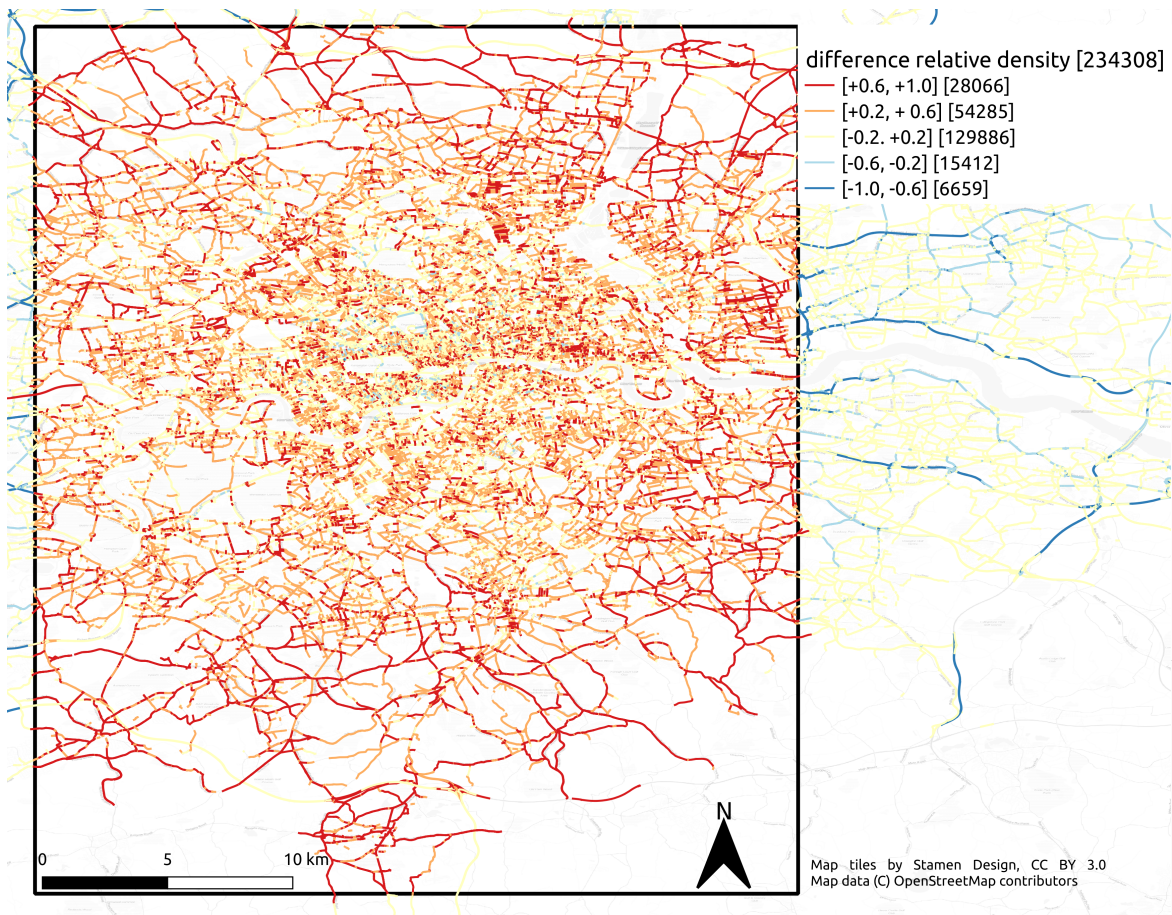 difference relative density [234308]
[+0.6, +1.0] [28066]
[+0.2, + 0.6] [54285]
[-0.2. +0.2] [129886]
[-0.6, -0.2] [15412]
[-1.0, -0.6] [6659]
N
0 5 10 km
Map tiles by Stamen Design, CC BY 3.0
Map data (C) OpenStreetMap contributors